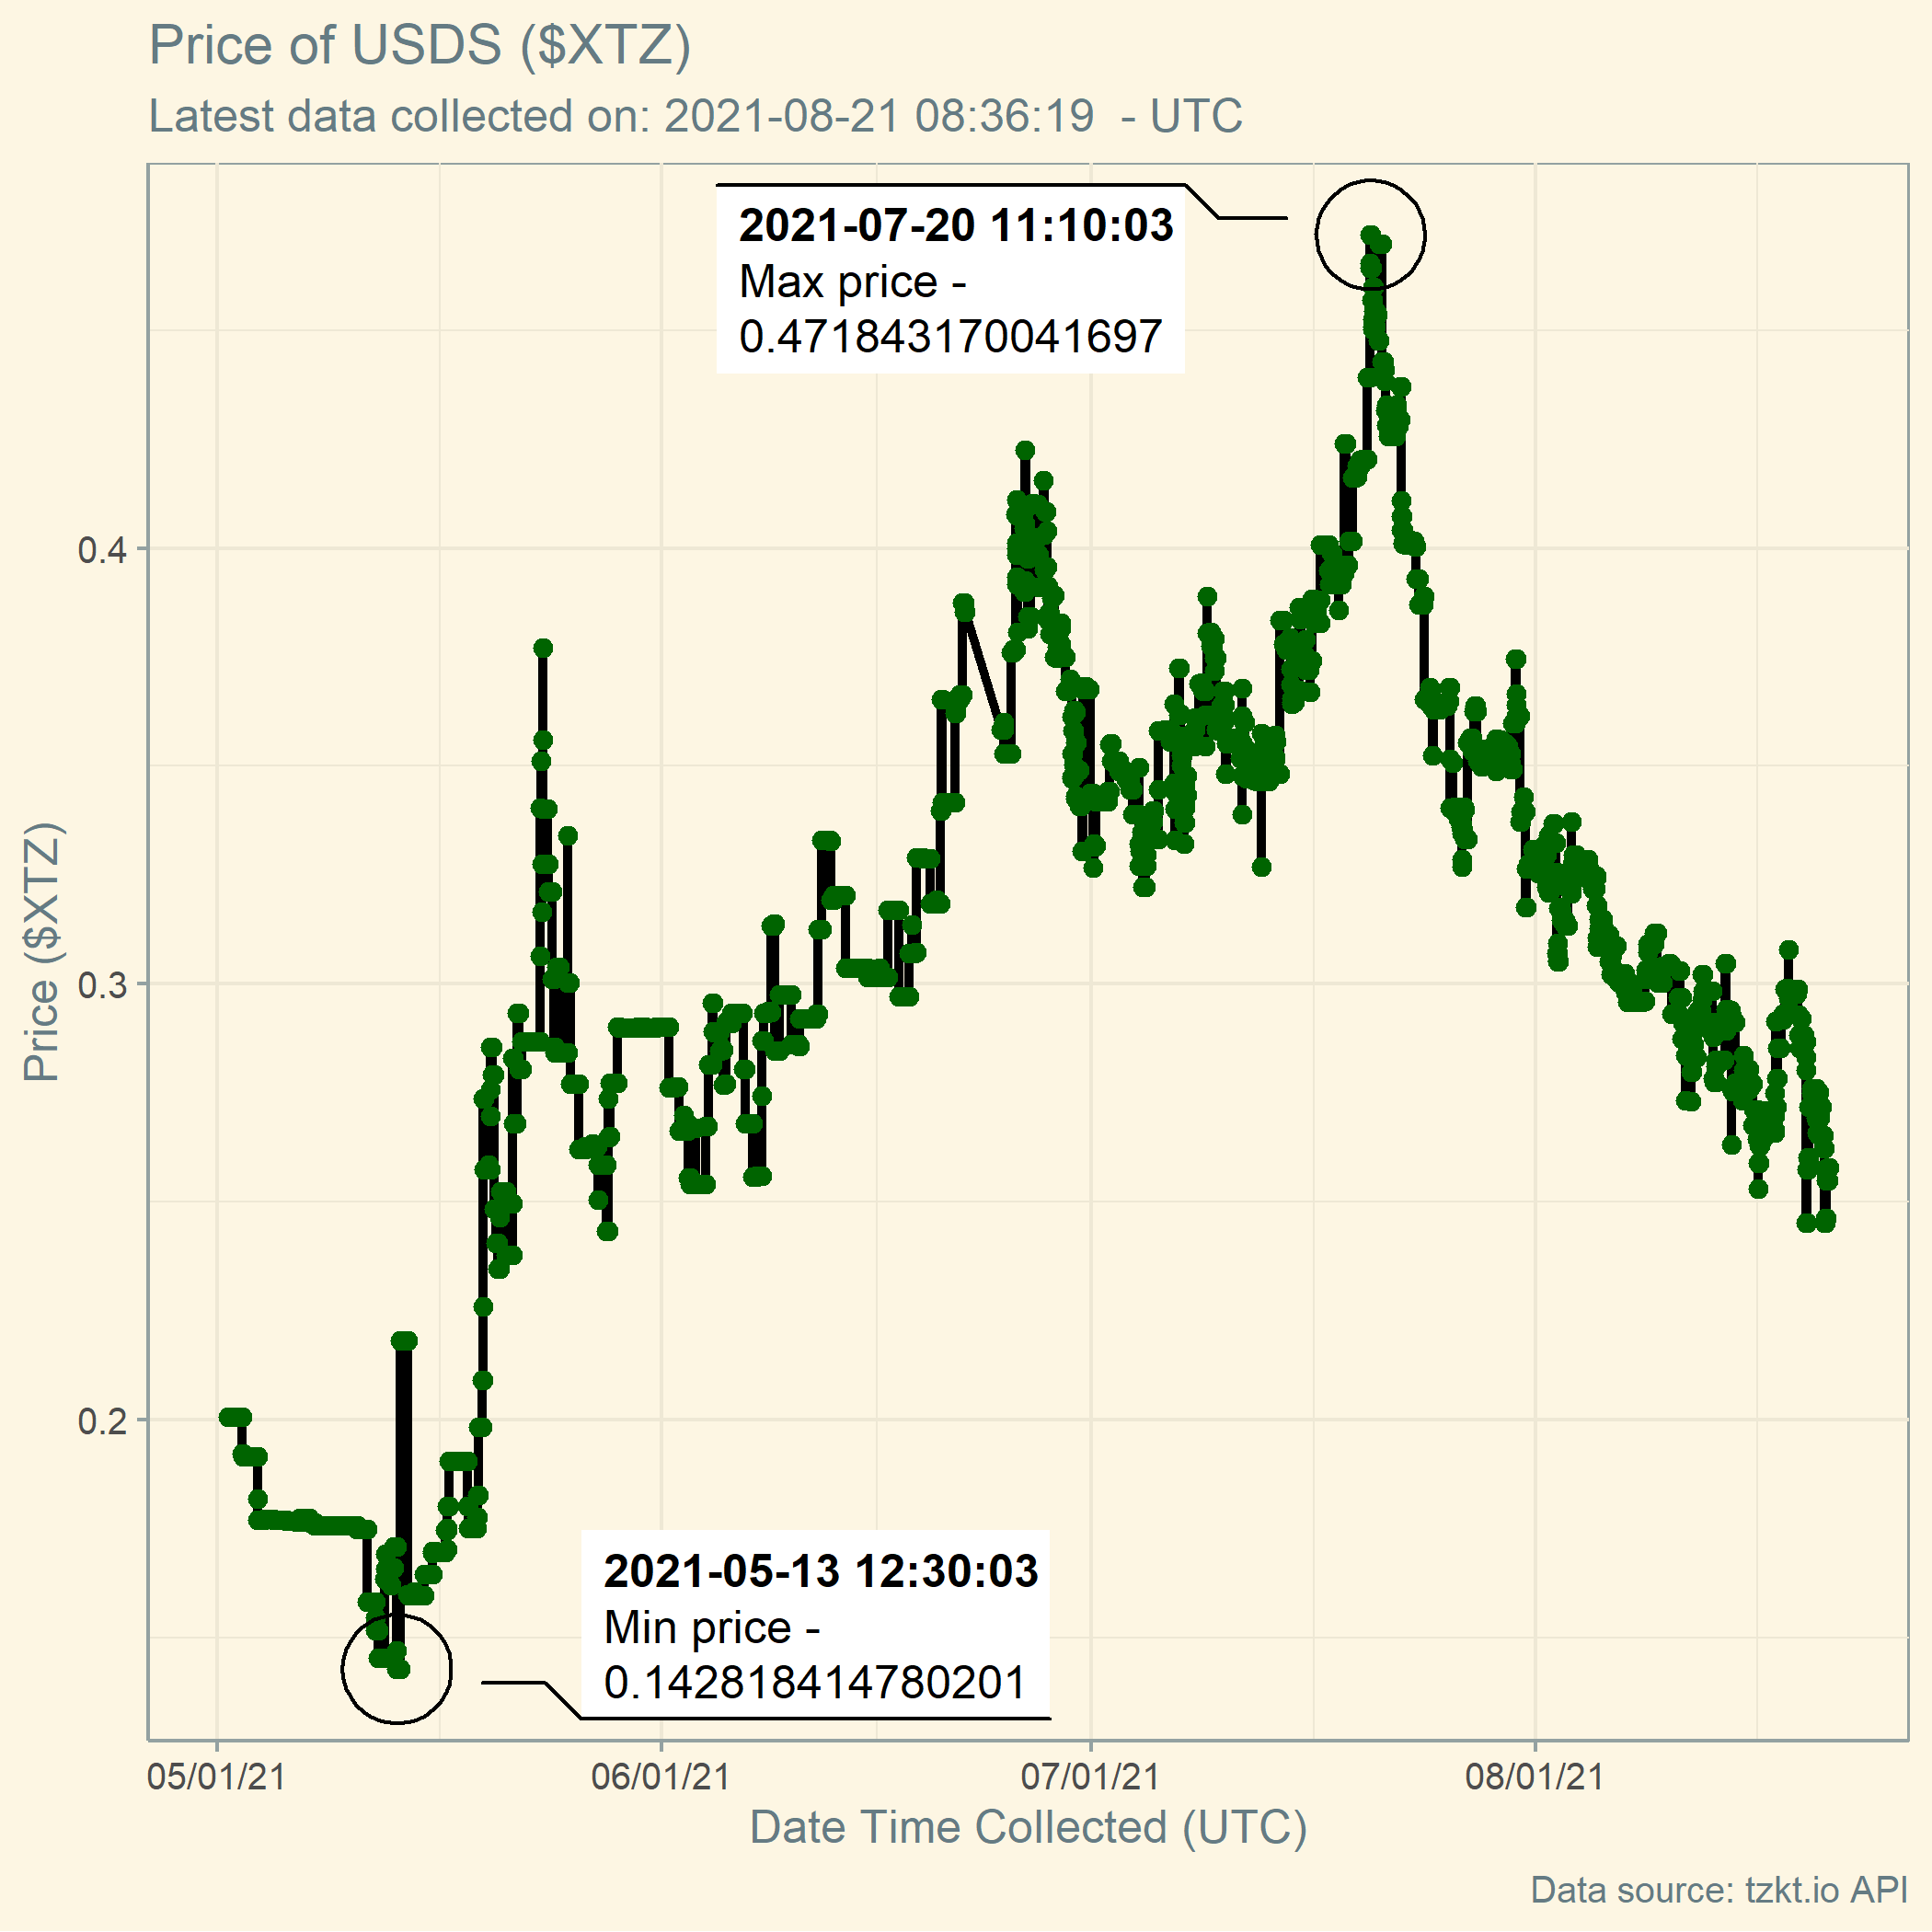 Price of USDS ($XTZ)
Latest data collected on: 2021-08-21 08:36:19  - UTC
2021-07-20 11:10:03
Max price -
0.471843170041697
0.4
0.3
0.2
Price ($XTZ)
2021-05-13 12:30:03
Min price -
0.142818414780201
05/01/21
06/01/21
07/01/21
08/01/21
Date Time Collected (UTC)
Data source: tzkt.io API